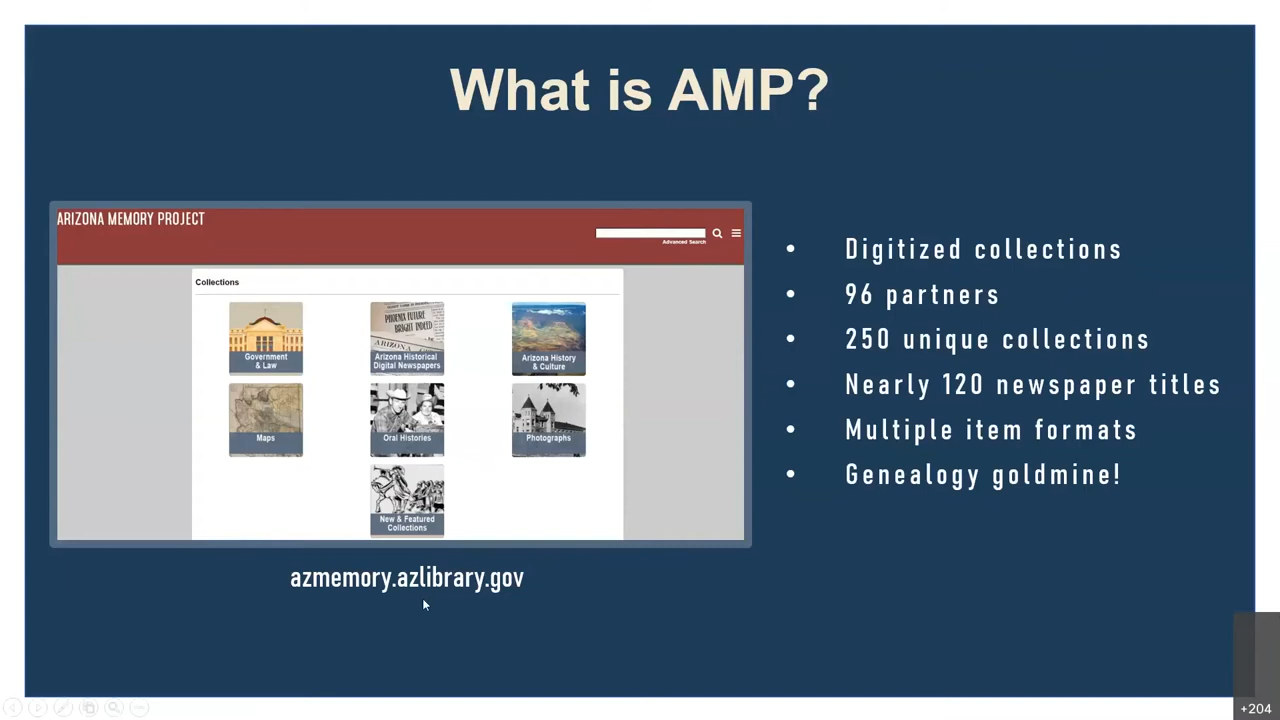 What is AMP?
ARIZONA MEMORY PROJECT
Advanced Search
Collections
Government
& Law
PHOENIX FUTURE
BRIGHT INDEED
ARIZONA
Arizona Historical
Digital Newspapers
Arizona History
& Culture
Maps
Oral Histories
Photographs
New & Featured
Collections
azmemory.azlibrary.gov
• Digitized collections
• 96 partners
• 250 unique collections
• Nearly 120 newspaper titles
• Multiple item formats
• Genealogy goldmine!
+204